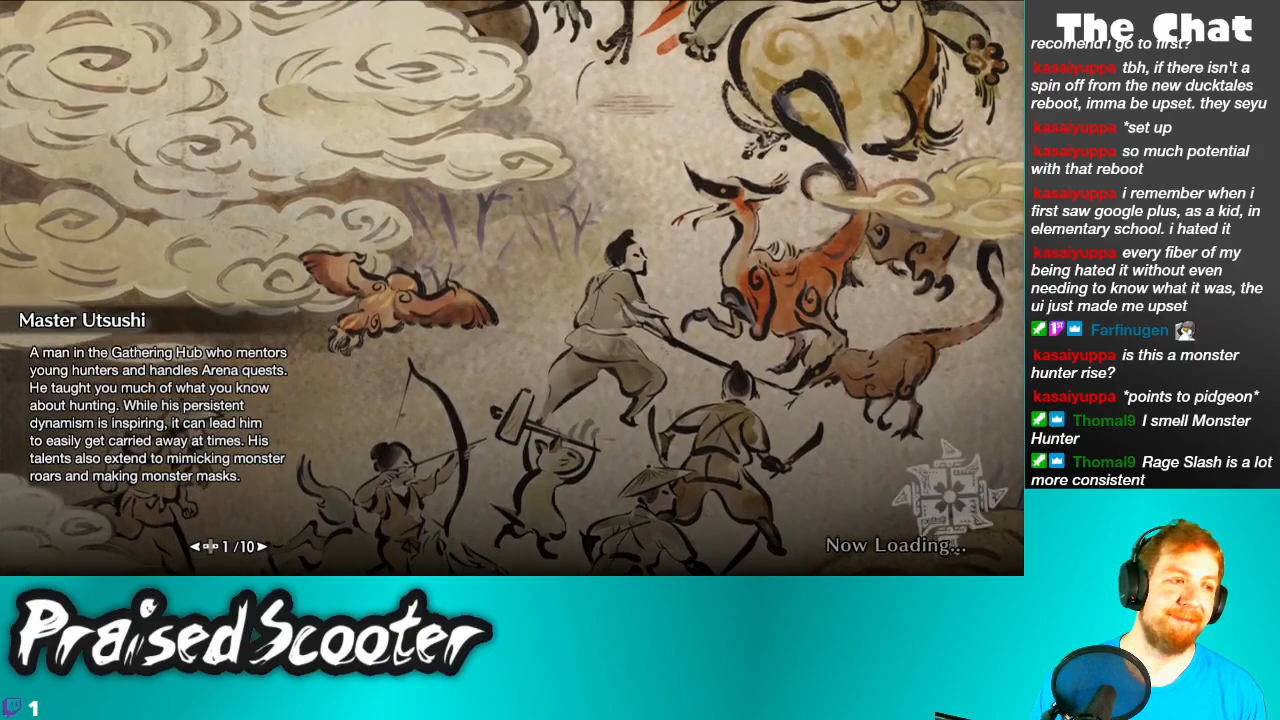 The Chat
recomend i go to first?
kasaiyuppa tbh, if there isn't a
spin off from the new ducktales
reboot, imma be upset. they seyu
kasaiyuppa *set up
kasaiyuppa so much potential
with that reboot
kasaiyuppa i remember when i
first saw google plus, as a kid, in
elementary school. i hated it
kasaiyuppa every fiber of my
being hated it without even
needing to know what it was, the
ui just made me upset
1ST Farfinugen
kasaiyuppa is this a monster
hunter rise?
kasaiyuppa *points to pidgeon*
Thomal9 I smell Monster
Hunter
Thomal9 Rage Slash is a lot
more consistent
Master Utsushi
A man in the Gathering Hub who mentors
young hunters and handles Arena quests.
He taught you much of what you know
about hunting. While his persistent
dynamism is inspiring, it can lead him
to easily get carried away at times. His
talents also extend to mimicking monster
roars and making monster masks.
1 /10
Now Loading...
PraisedScooter
1